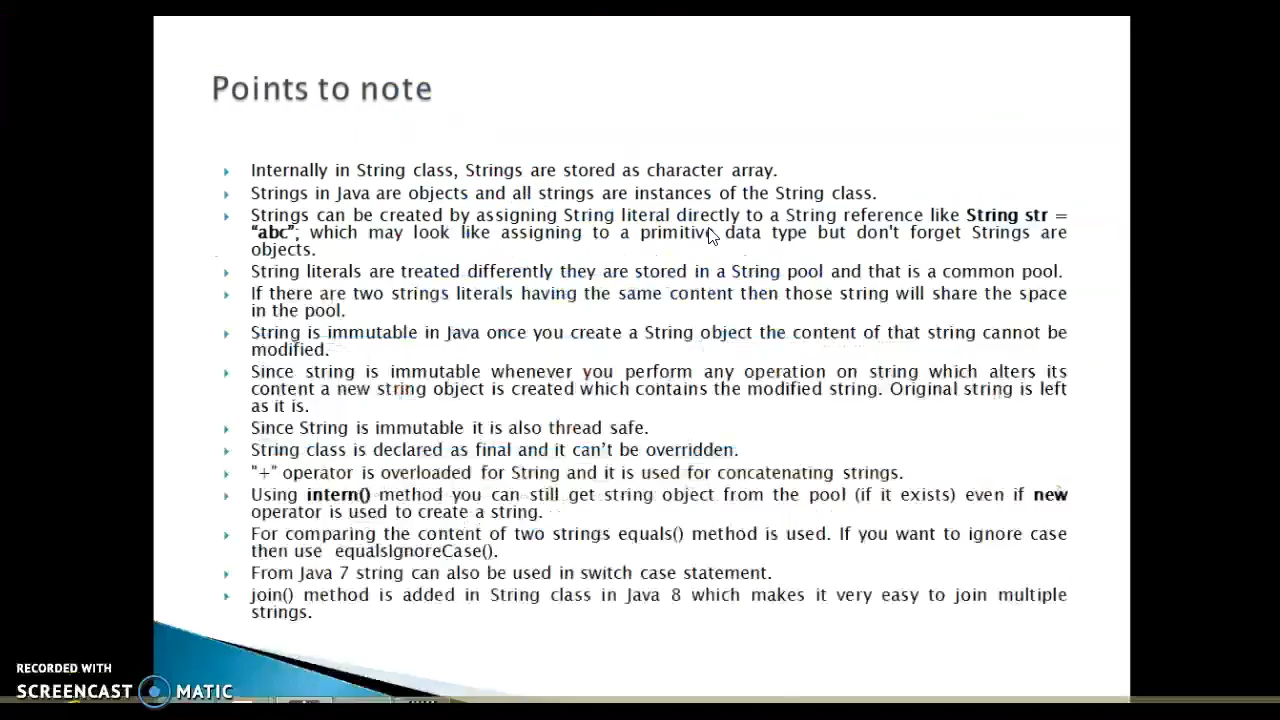 Points to note
Internally in String class, Strings are stored as character array.
Strings in Java are objects and all strings are instances of the String class.
Strings can be created by assigning String literal directly to a String reference like String str =
“abc”; which may look like assigning to a primitive data type but don't forget Strings are
objects.
String literals are treated differently they are stored in a String pool and that is a common pool.
If there are two strings literals having the same content then those string will share the space
in the pool.
String is immutable in Java once you create a String object the content of that string cannot be
modified.
Since string is immutable whenever you perform any operation on string which alters its
content a new string object is created which contains the modified string. Original string is left
as it is.
Since String is immutable it is also thread safe.
String class is declared as final and it can’t be overridden.
"+" operator is overloaded for String and it is used for concatenating strings.
Using intern() method you can still get string object from the pool (if it exists) even if new
operator is used to create a string.
For comparing the content of two strings equals() method is used. If you want to ignore case
then use equalsIgnoreCase().
From Java 7 string can also be used in switch case statement.
join() method is added in String class in Java 8 which makes it very easy to join multiple
strings.
RECORDED WITH
SCREENCAST MATIC